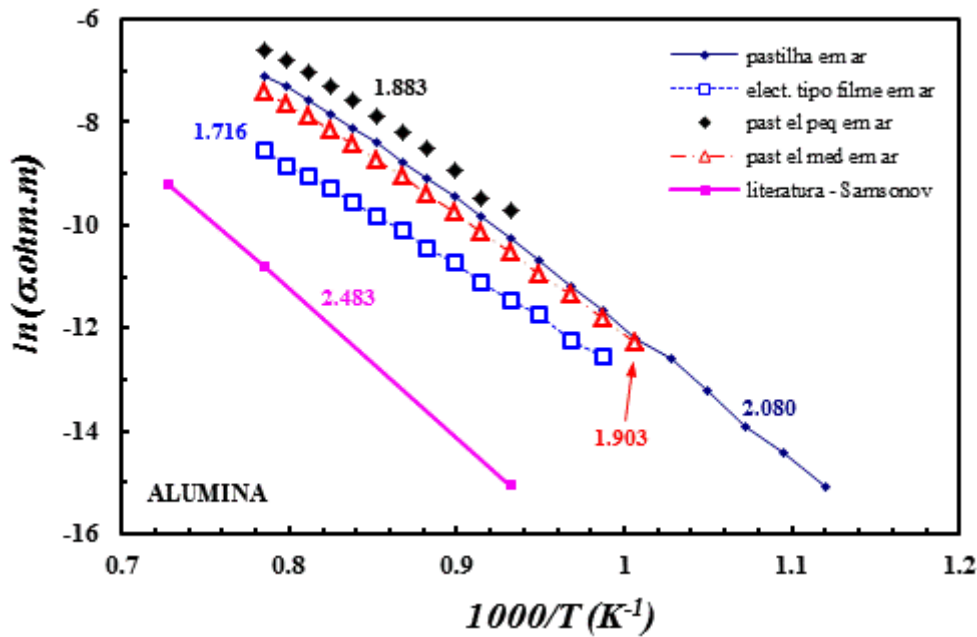 -6
-8
-10
-12
-14
-16
ln(σ.ohm.m)
pastilha em ar
elect. tipo filme em ar
past el peq em ar
past el med em ar
literatura - Samsonov
1.883
1.716
2.483
2.080
1.903
ALUMINA
0.7 0.8 0.9 1 1.1 1.2
1000/T (K⁻¹)